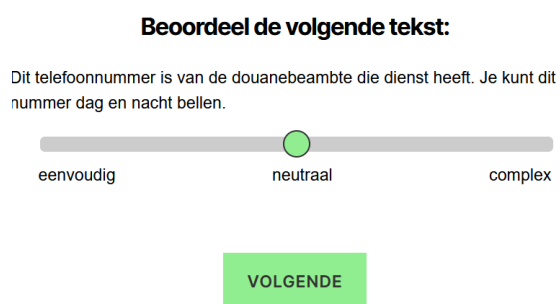 Beoordeel de volgende tekst:
Dit telefoonnummer is van de douanebeambte die dienst heeft. Je kunt dit
nummer dag en nacht bellen.
eenvoudig neutraal complex
VOLGENDE